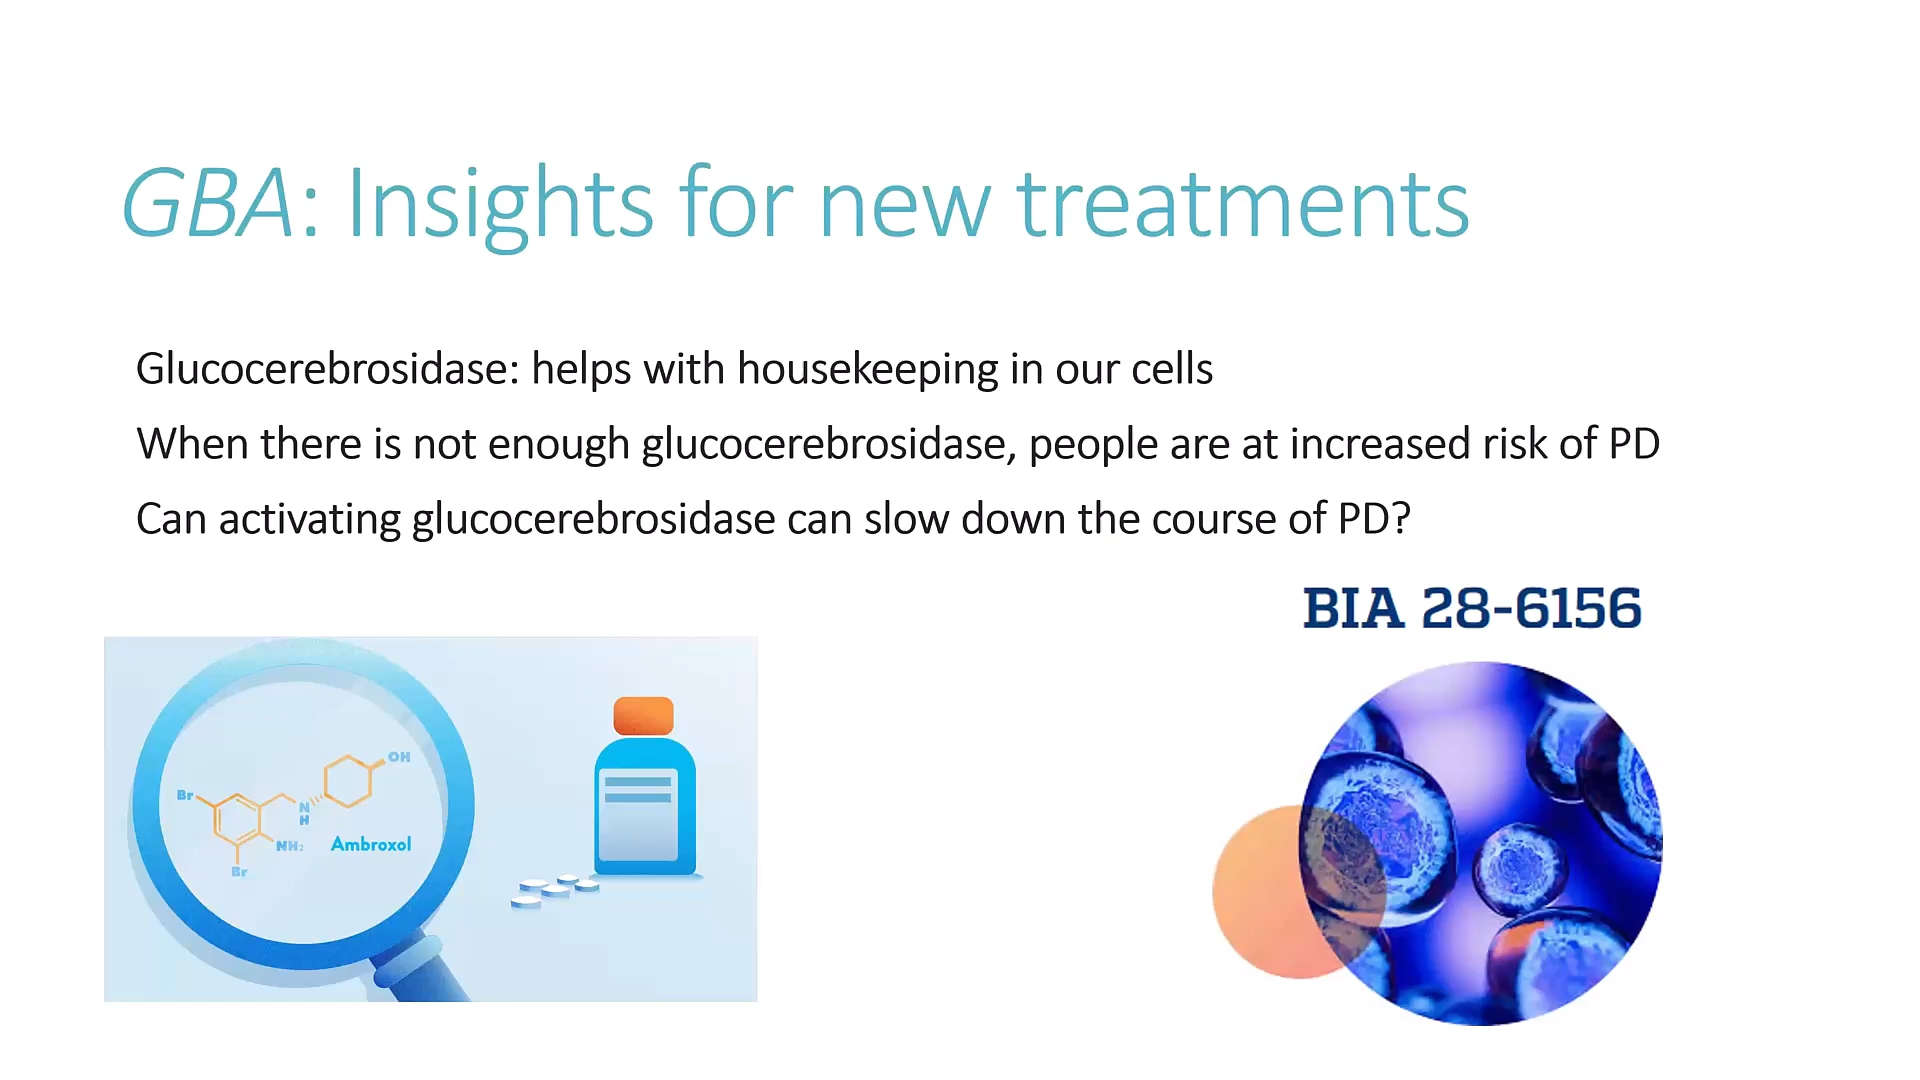 GBA: Insights for new treatments
Glucocerebrosidase: helps with housekeeping in our cells
When there is not enough glucocerebrosidase, people are at increased risk of PD
Can activating glucocerebrosidase can slow down the course of PD?
BIA 28-6156
OH
Br
N
H
NH₂
Ambroxol
Br